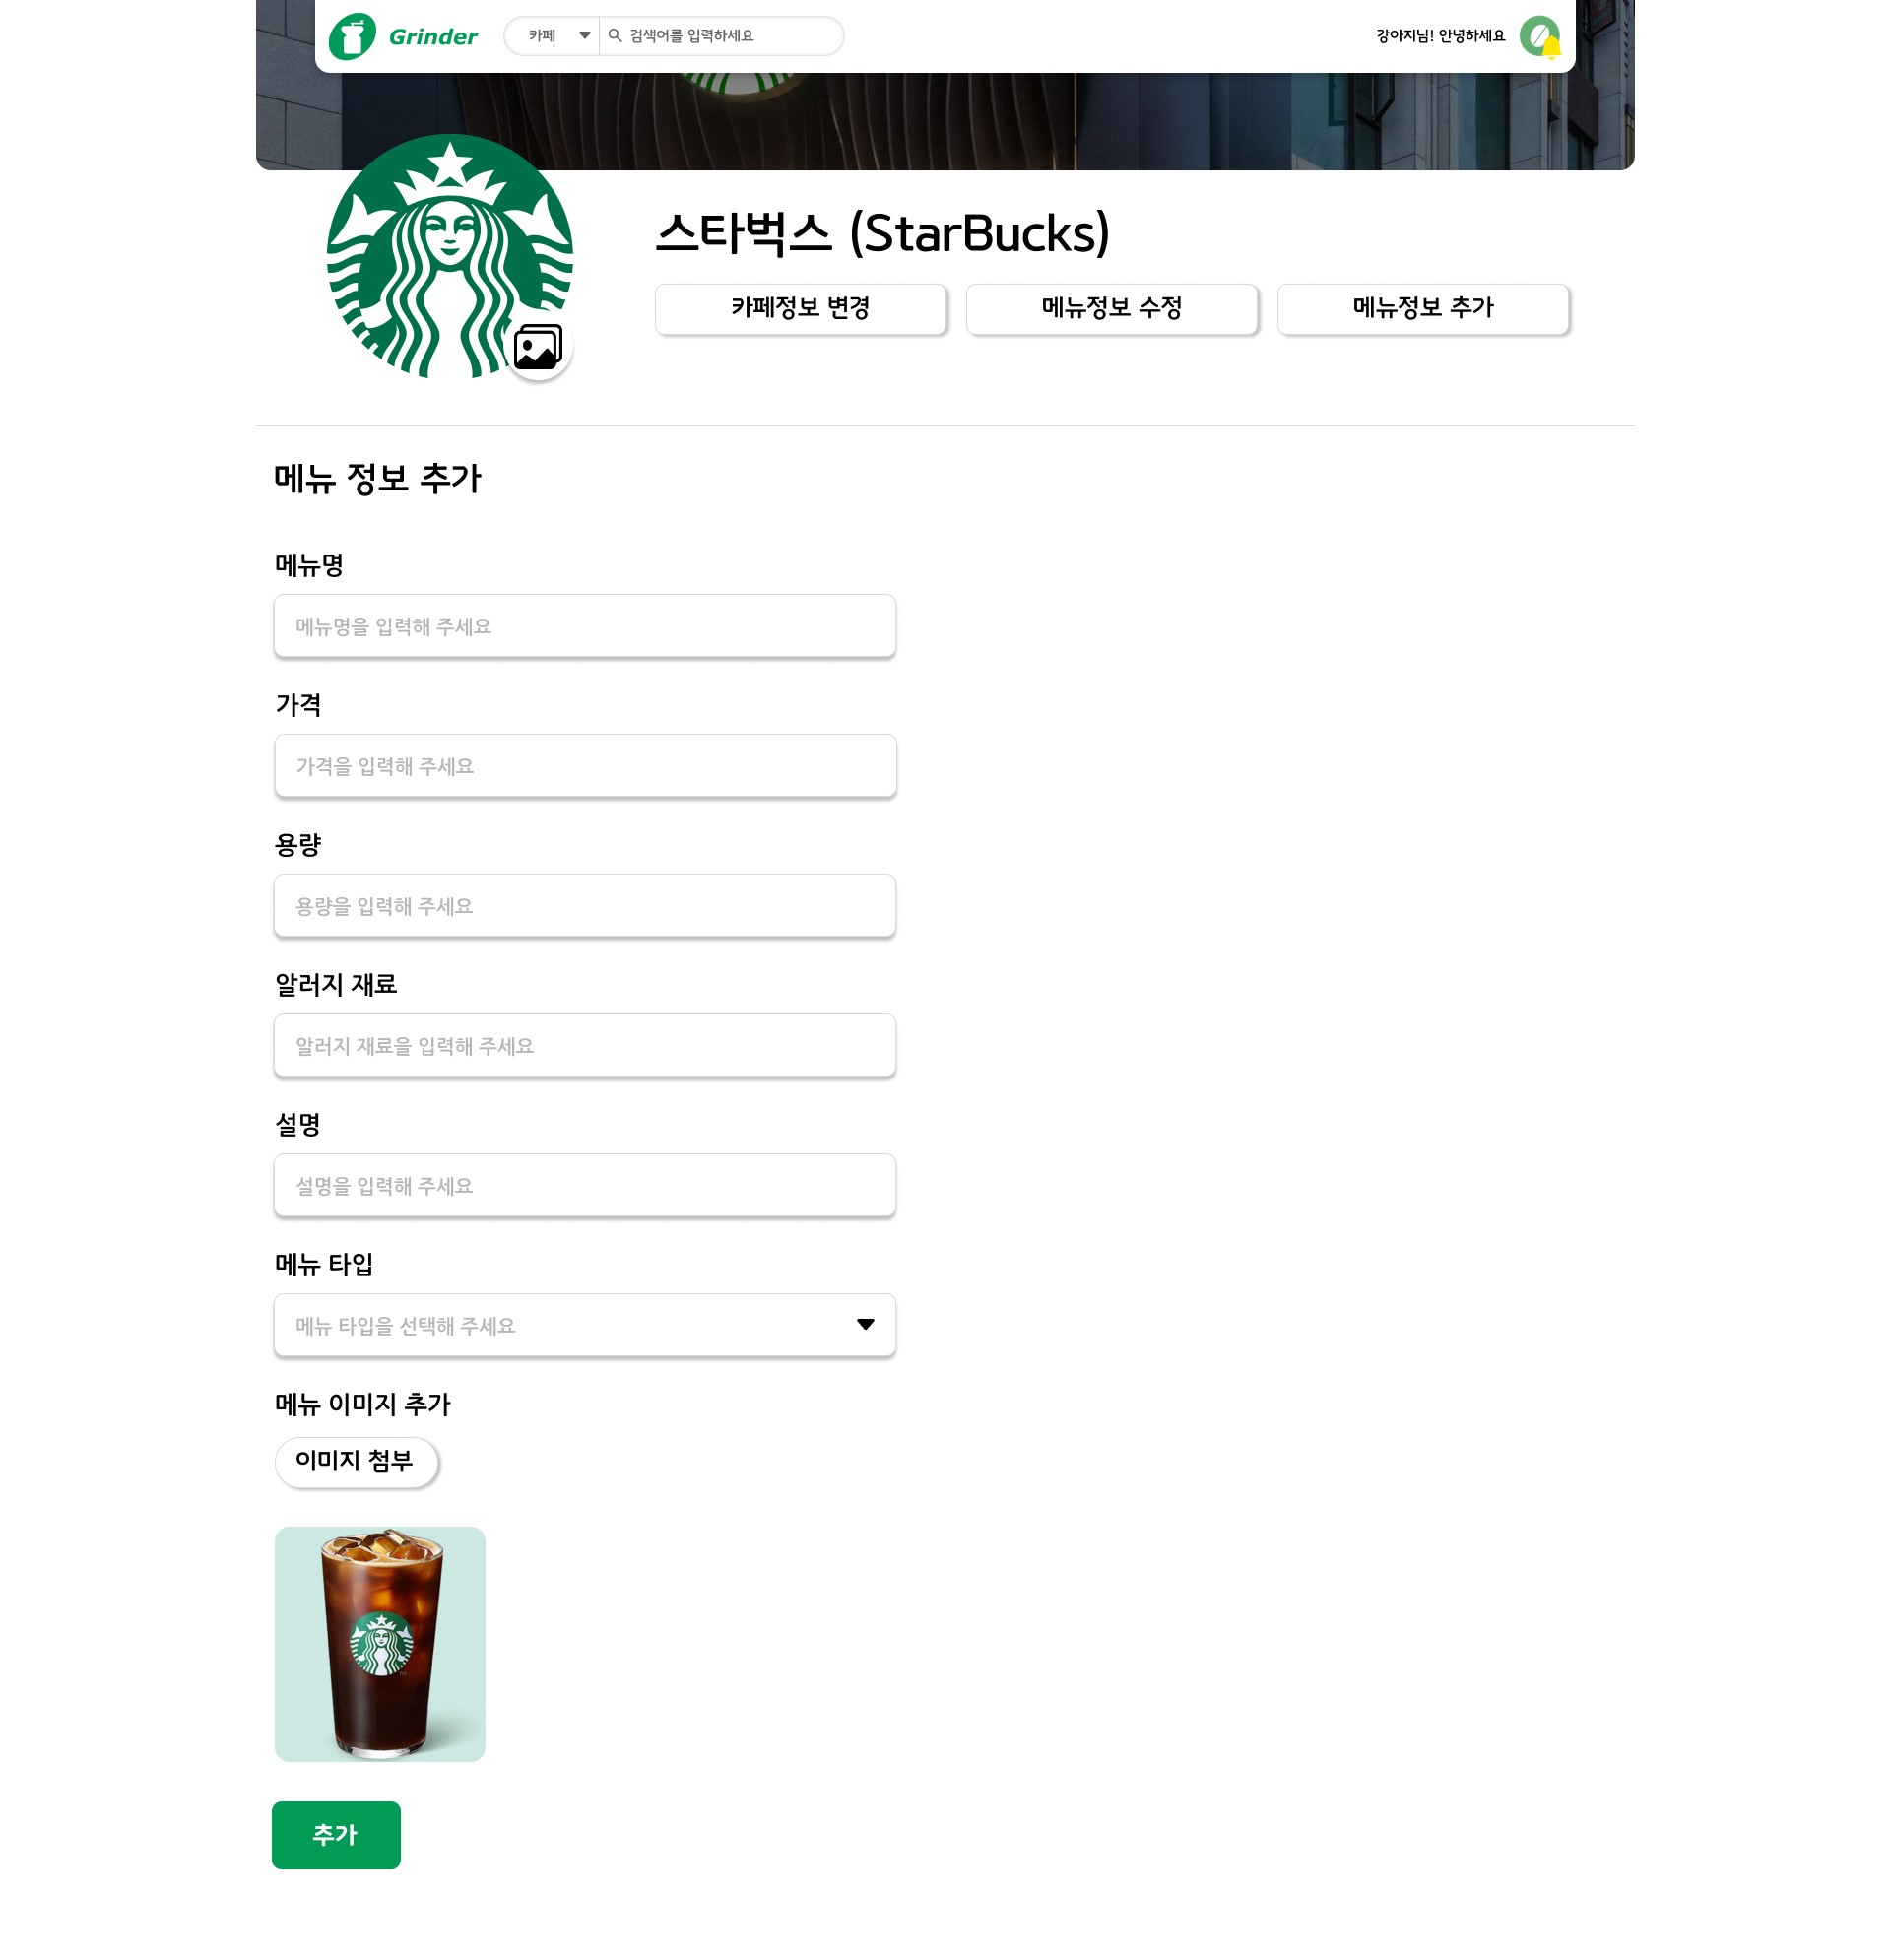 Grinder
카페
검색어를 입력하세요
강아지님! 안녕하세요
스타벅스 (StarBucks)
카페정보 변경
메뉴정보 수정
메뉴정보 추가
메뉴 정보 추가
메뉴명
메뉴명을 입력해 주세요
가격
가격을 입력해 주세요
용량
용량을 입력해 주세요
알러지 재료
알러지 재료을 입력해 주세요
설명
설명을 입력해 주세요
메뉴 타입
메뉴 타입을 선택해 주세요
메뉴 이미지 추가
이미지 첨부
추가